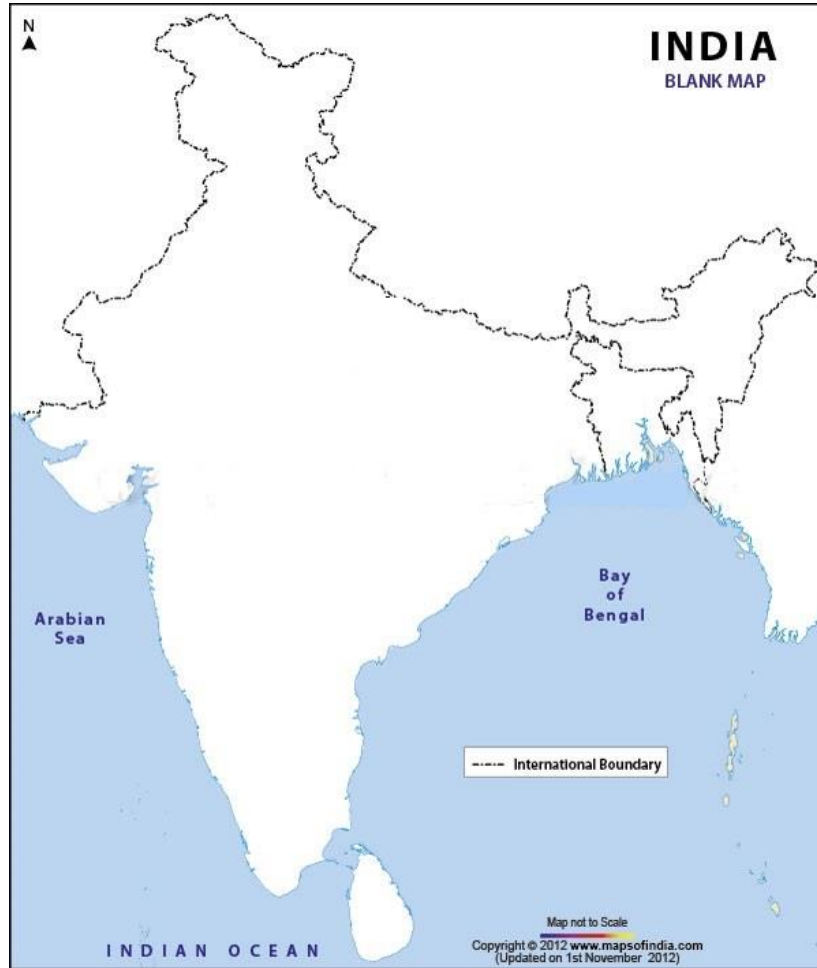 N
INDIA
BLANK MAP
Arabian
Sea
Bay
of
Bengal
International Boundary
Map not to Scale
INDIAN OCEAN
Copyright © 2012 www.mapsofindia.com
(Updated on 1st November 2012)